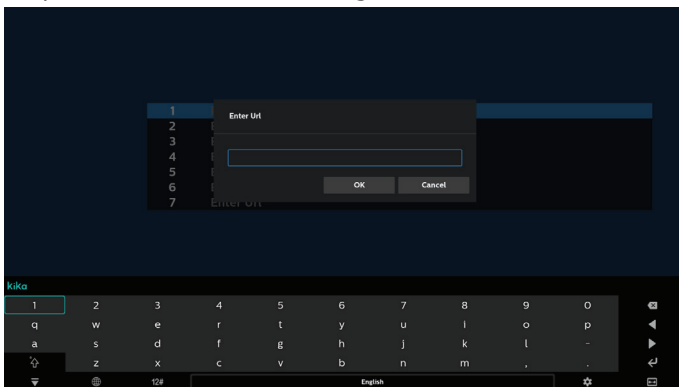 Enter Url
1
2
3
4
5
6
OK Cancel
7 Enter Url
kika
1 2 3 4 5 6 7 8 9 0
q w e r t y u i o p
a s d f g h j k l -
z x c v b n m , .
12# English